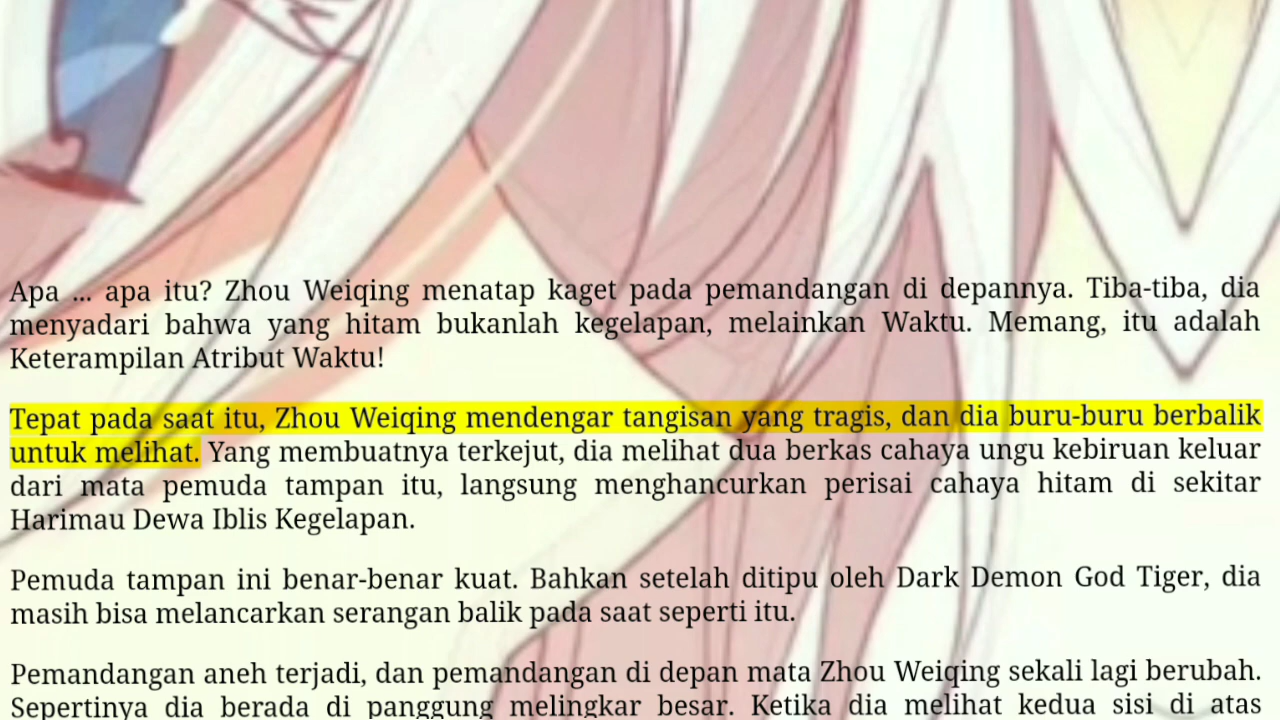 Apa ... apa itu? Zhou Weiqing menatap kaget pada pemandangan di depannya. Tiba-tiba, dia
menyadari bahwa yang hitam bukanlah kegelapan, melainkan Waktu. Memang, itu adalah
Keterampilan Atribut Waktu!
Tepat pada saat itu, Zhou Weiqing mendengar tangisan yang tragis, dan dia buru-buru berbalik
untuk melihat. Yang membuatnya terkejut, dia melihat dua berkas cahaya ungu kebiruan keluar
dari mata pemuda tampan itu, langsung menghancurkan perisai cahaya hitam di sekitar
Harimau Dewa Iblis Kegelapan.
Pemuda tampan ini benar-benar kuat. Bahkan setelah ditipu oleh Dark Demon God Tiger, dia
masih bisa melancarkan serangan balik pada saat seperti itu.
Pemandangan aneh terjadi, dan pemandangan di depan mata Zhou Weiqing sekali lagi berubah.
Sepertinya dia berada di panggung melingkar besar. Ketika dia melihat kedua sisi di atas